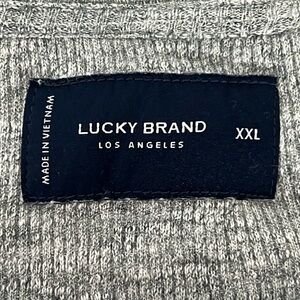 MADE IN VIETNAM
LUCKY BRAND
LOS ANGELES
XXL